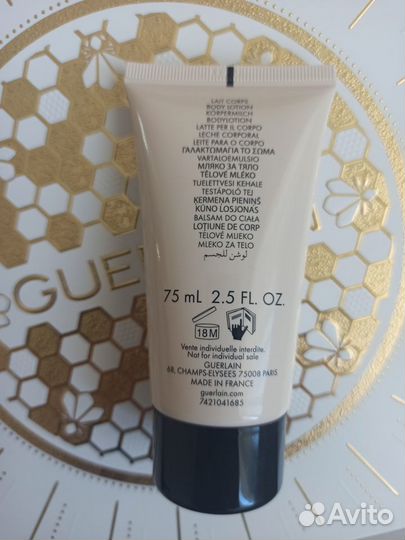 LAIT CORPS
BODY LOTION
KÖRPERMILCH
BODYLOTION
LATTE PER IL CORPO
LECHE CORPORAL
LEITE PARA O CORPO
ΓΑΛΑΚΤΩΜΑ ΓΙΑ ΤΟ ΣΩΜΑ
VARTALOEMULSIO
МЛЯКО ЗА ТЯЛО
TĚLOVÉ MLÉKO
TUELETTVESI KEHALE
TESTÁPOLÓ TEJ
ĶERMEŅA PIENIŅŠ
KŪNO LOSJONAS
BALSAM DO CIAŁA
LOŢIUNE DE CORP
TELOVÉ MLIEKO
MLEKO ZA TELO
لوشن للجسم
75 mL 2.5 FL. OZ.
18M
Vente individuelle interdite.
Not for individual sale
GUERLAIN
68, CHAMPS-ELYSEES 75008 PARIS
MADE IN FRANCE
guerlain.com
7421041685
GUER
Avito